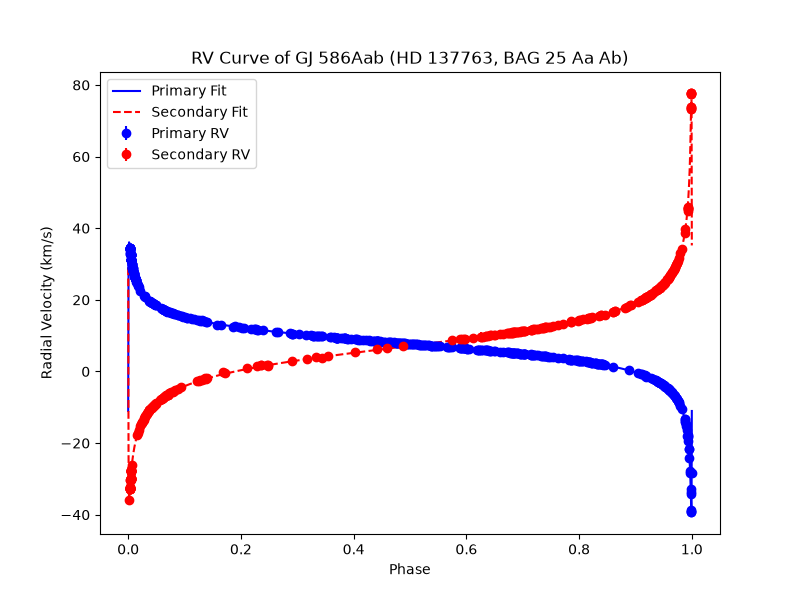 RV Curve of GJ 586Aab (HD 137763, BAG 25 Aa Ab)
Primary Fit
Secondary Fit
Primary RV
Secondary RV
80
60
40
20
0
−20
−40
Radial Velocity (km/s)
0.0 0.2 0.4 0.6 0.8 1.0
Phase